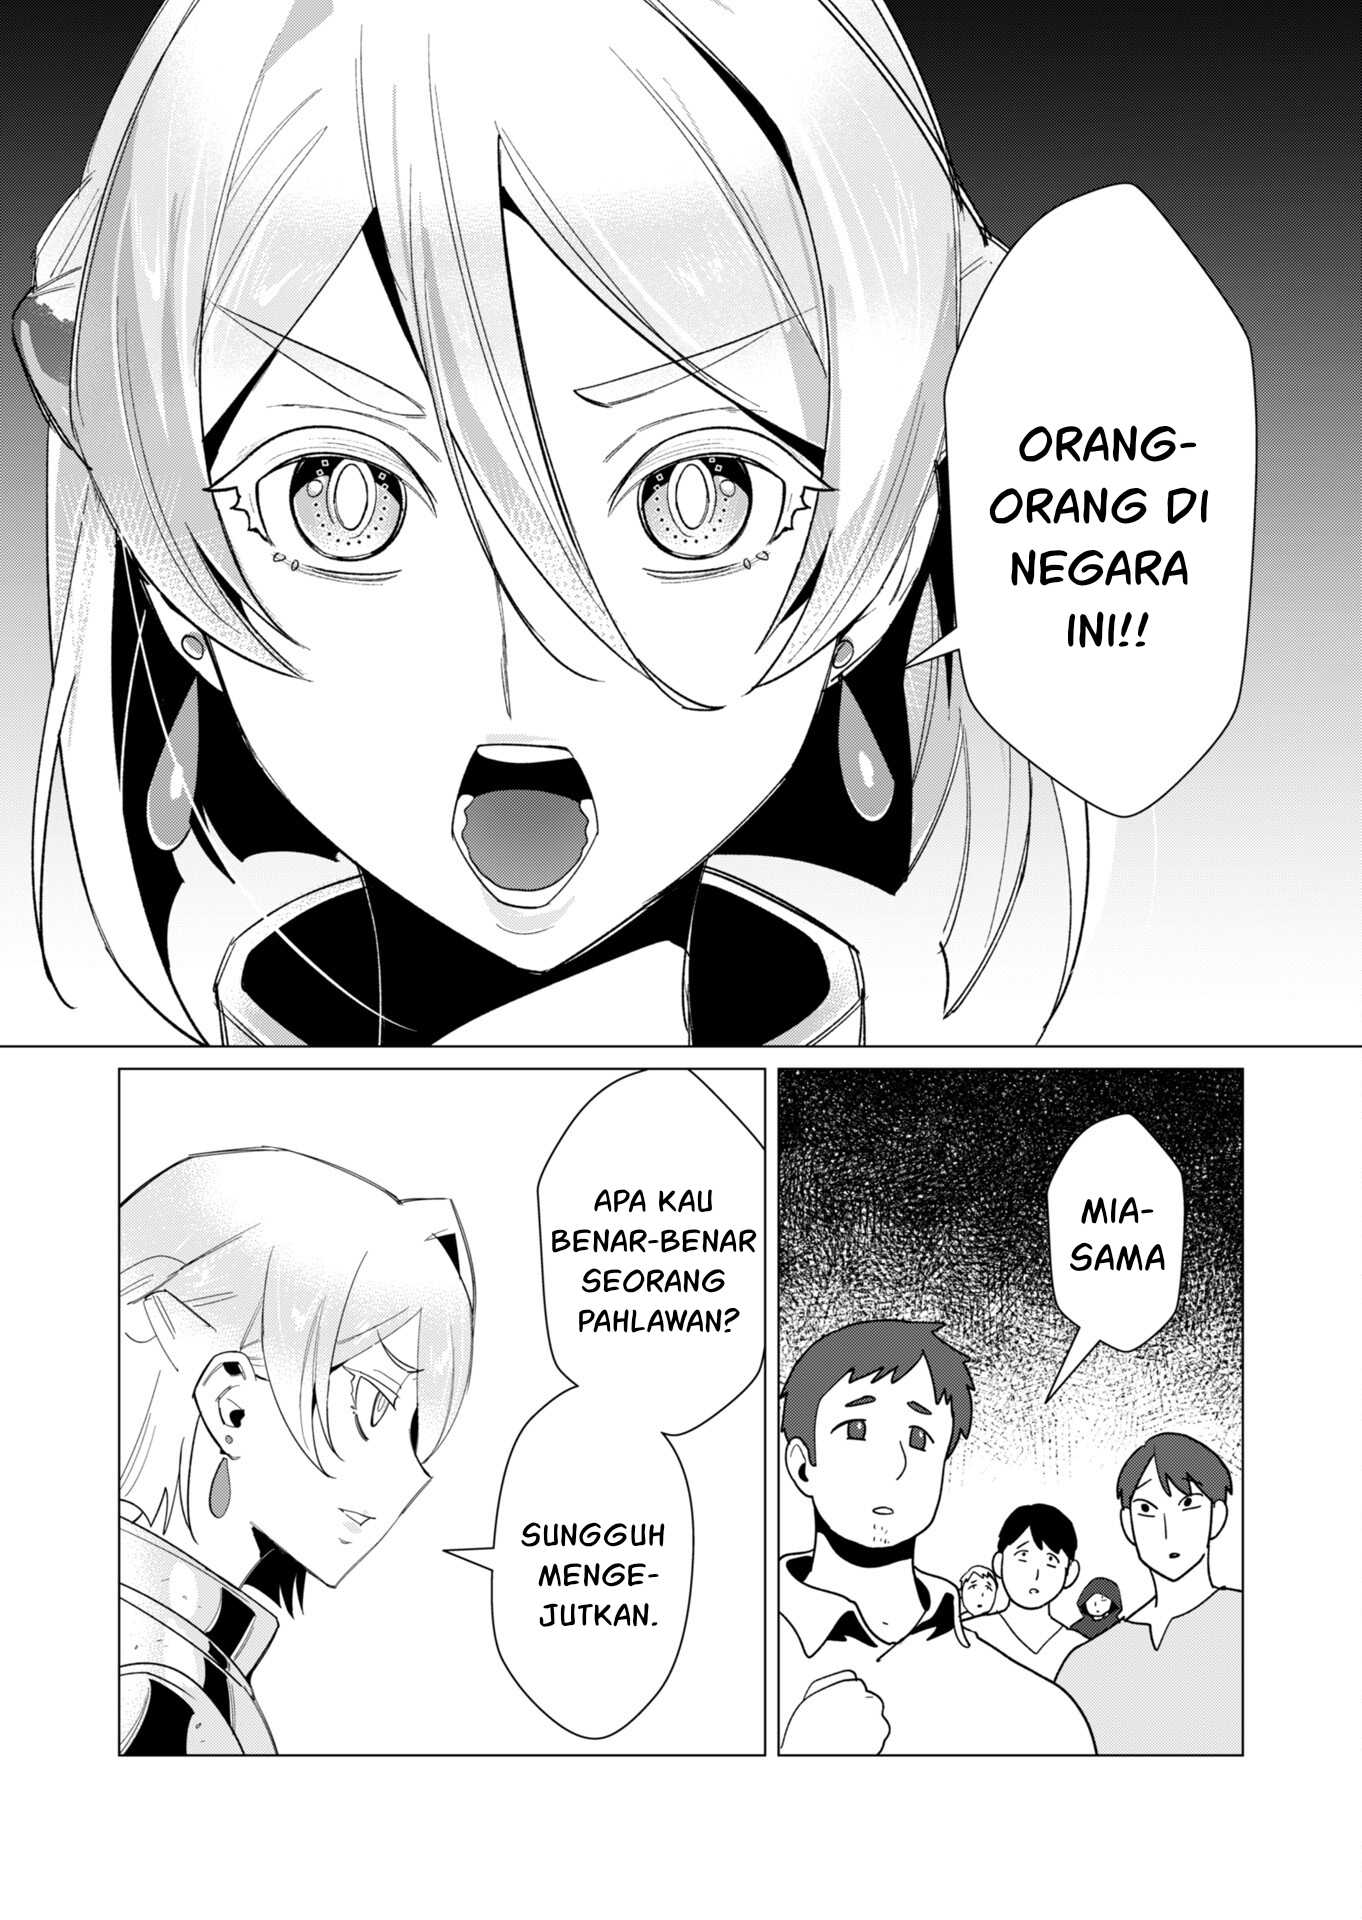 ORANG-
ORANG DI
NEGARA
INI!!
MIA-
SAMA
APA KAU
BENAR-BENAR
SEORANG
PAHLAWAN?
SUNGGUH
MENGE-
JUTKAN.